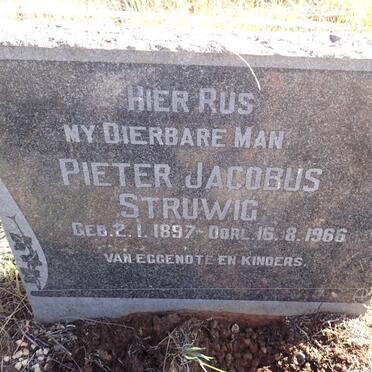 HIER RUS
MY DIERBARE MAN
PIETER JACOBUS
STRUWIG
GEB. 2. 1. 1897 - OORL. 16. 8. 1966
VAN EGGENOTE EN KINDERS.